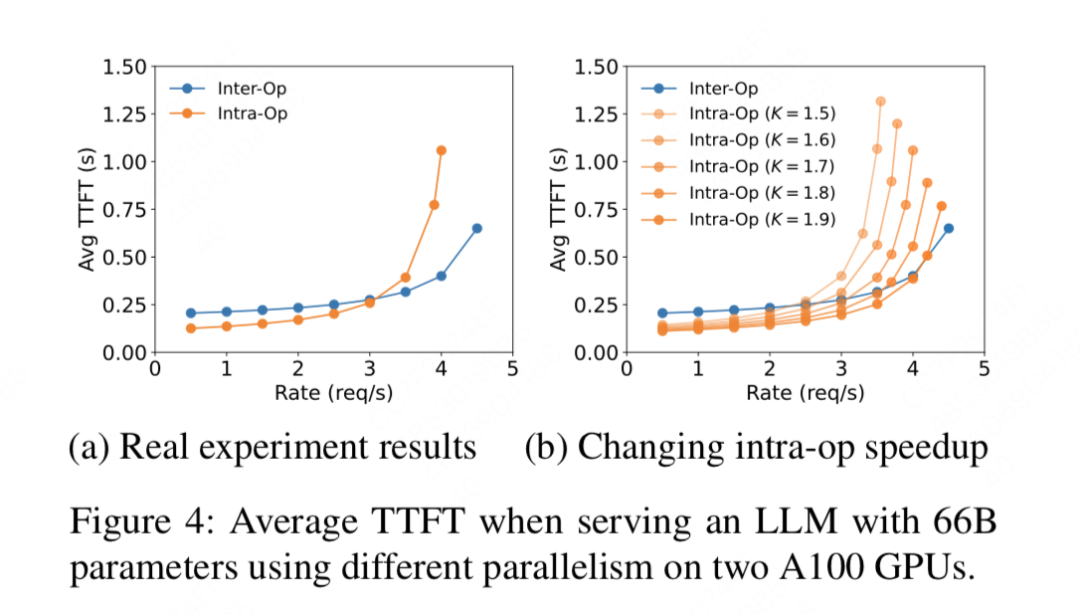 1.50
1.25
1.00
0.75
0.50
0.25
0.00
Avg TTFT (s)
Inter-Op
Intra-Op
0 1 2 3 4 5
Rate (req/s)
(a) Real experiment results
1.50
1.25
1.00
0.75
0.50
0.25
0.00
Avg TTFT (s)
Inter-Op
Intra-Op (K = 1.5)
Intra-Op (K = 1.6)
Intra-Op (K = 1.7)
Intra-Op (K = 1.8)
Intra-Op (K = 1.9)
0 1 2 3 4 5
Rate (req/s)
(b) Changing intra-op speedup
Figure 4: Average TTFT when serving an LLM with 66B
parameters using different parallelism on two A100 GPUs.